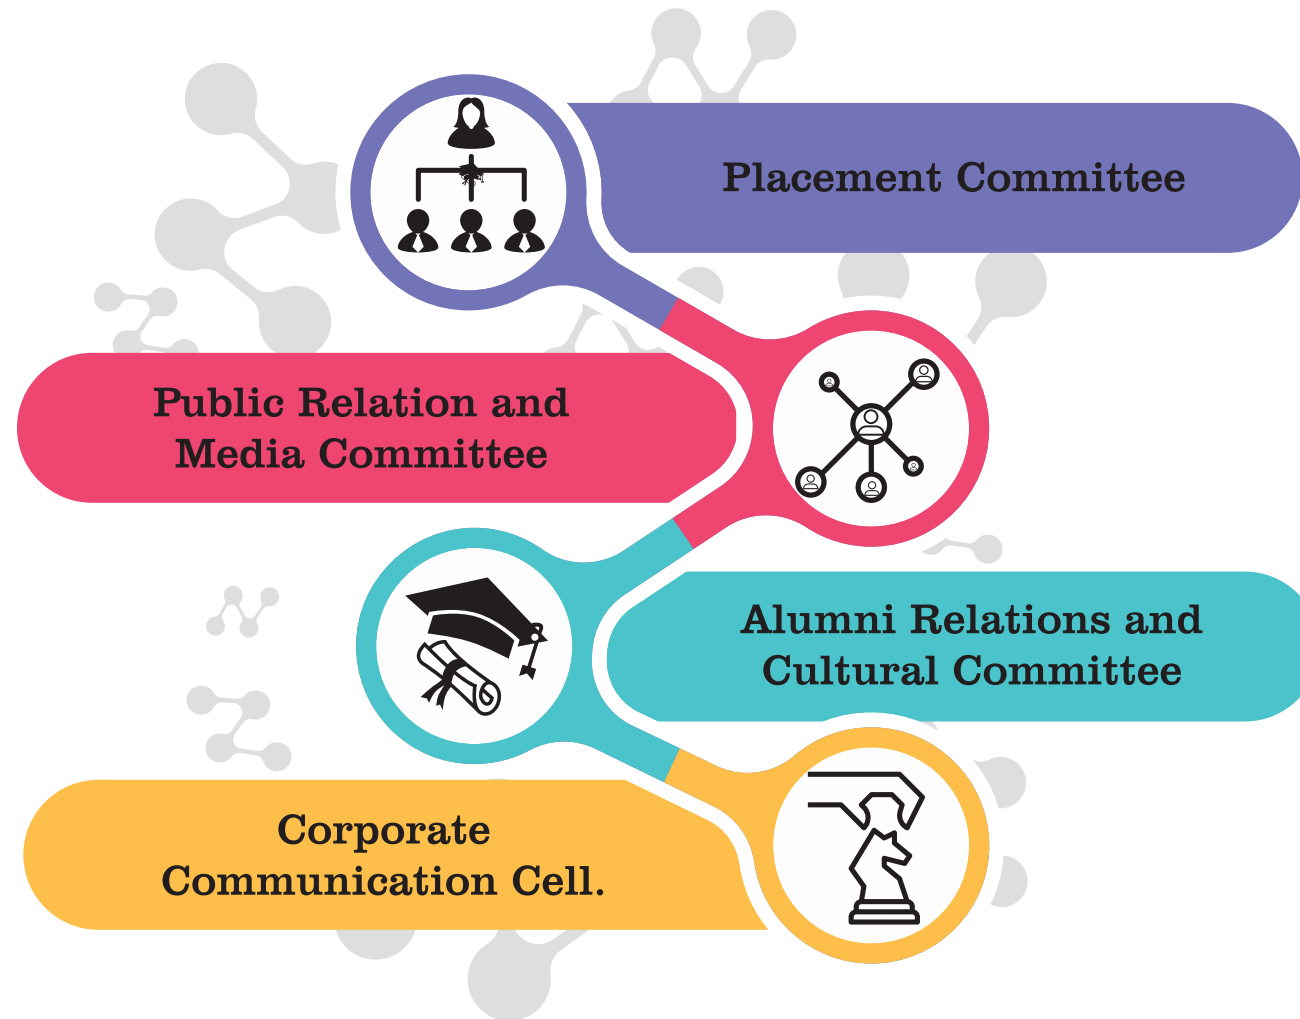 Placement Committee
Public Relation and
Media Committee
Alumni Relations and
Cultural Committee
Corporate
Communication Cell.